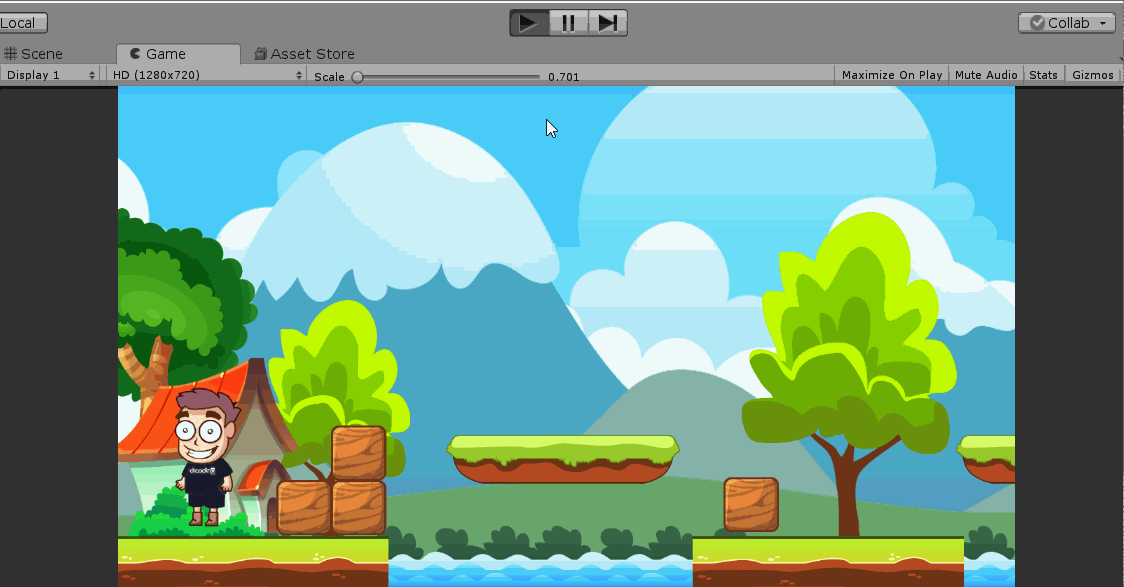 Local
Collab
Scene
Game
Asset Store
Display 1
HD (1280x720)
Scale
0.701
Maximize On Play
Mute Audio
Stats
Gizmos
dicoding